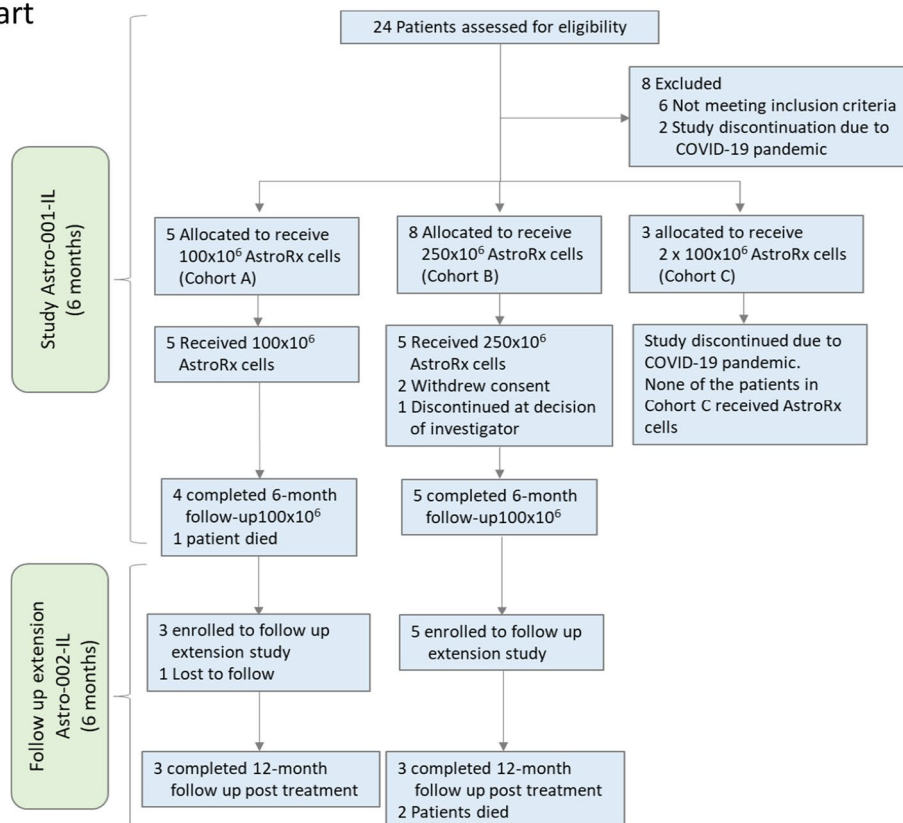 art
24 Patients assessed for eligibility
8 Excluded
6 Not meeting inclusion criteria
2 Study discontinuation due to
COVID-19 pandemic
Study Astro-001-IL
(6 months)
5 Allocated to receive
100x10⁶ AstroRx cells
(Cohort A)
8 Allocated to receive
250x10⁶ AstroRx cells
(Cohort B)
3 allocated to receive
2 x 100x10⁶ AstroRx cells
(Cohort C)
5 Received 100x10⁶
AstroRx cells
5 Received 250x10⁶
AstroRx cells
2 Withdrew consent
1 Discontinued at decision
of investigator
Study discontinued due to
COVID-19 pandemic.
None of the patients in
Cohort C received AstroRx
cells
4 completed 6-month
follow-up100x10⁶
1 patient died
5 completed 6-month
follow-up100x10⁶
Follow up extension
Astro-002-IL
(6 months)
3 enrolled to follow up
extension study
1 Lost to follow
5 enrolled to follow up
extension study
3 completed 12-month
follow up post treatment
3 completed 12-month
follow up post treatment
2 Patients died